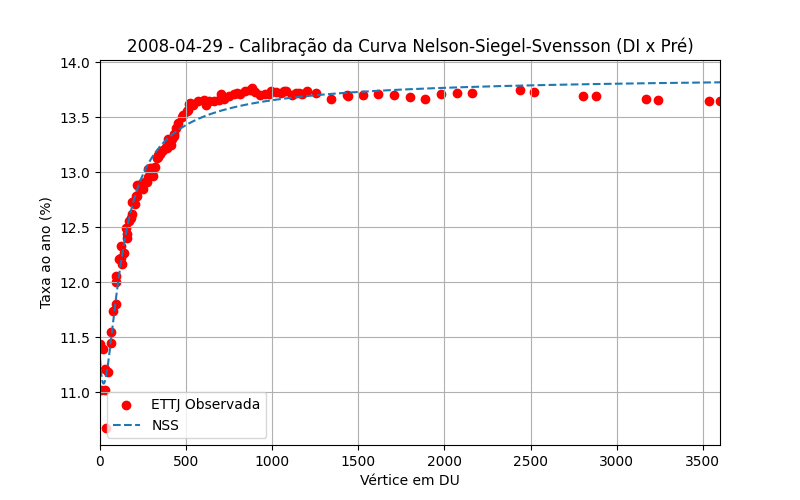 2008-04-29 - Calibração da Curva Nelson-Siegel-Svensson (DI x Pré)
14.0
13.5
13.0
12.5
12.0
11.5
11.0
Taxa ao ano (%)
ETTJ Observada
NSS
0 500 1000 1500 2000 2500 3000 3500
Vértice em DU